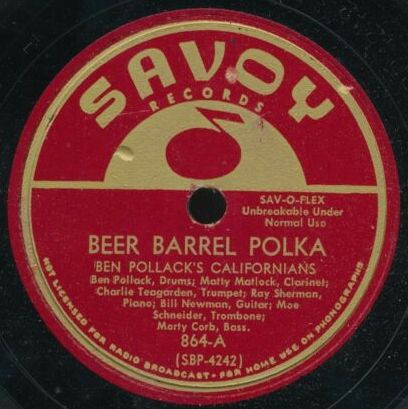 SAVOY
RECORDS
SAV-O-FLEX
Unbreakable Under
Normal Use
BEER BARREL POLKA
BEN POLLACK'S CALIFORNIANS
Ben Pollack, Drums; Matty Matlock, Clarinet;
Charlie Teagarden, Trumpet; Ray Sherman,
Piano; Bill Newman, Guitar; Moe
Schneider, Trombone;
Morty Corb, Bass.
864-A
(SBP-4242)
NOT LICENSED FOR RADIO BROADCAST - FOR HOME USE ON PHONOGRAPHS